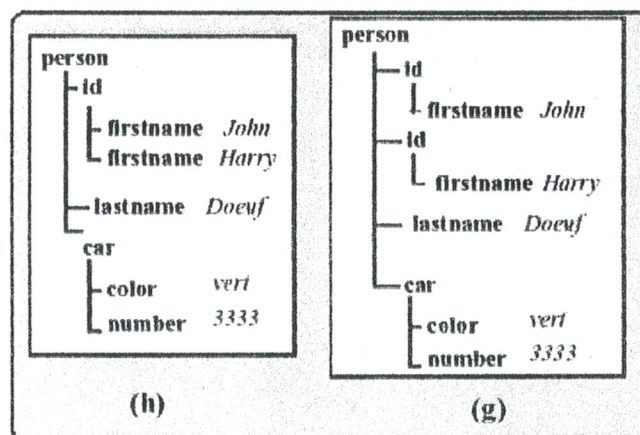 person
id
firstname John
firstname Harry
lastname Doeuf
car
color vert
number 3333
(h)
person
id
firstname John
id
firstname Harry
lastname Doeuf
car
color vert
number 3333
(g)